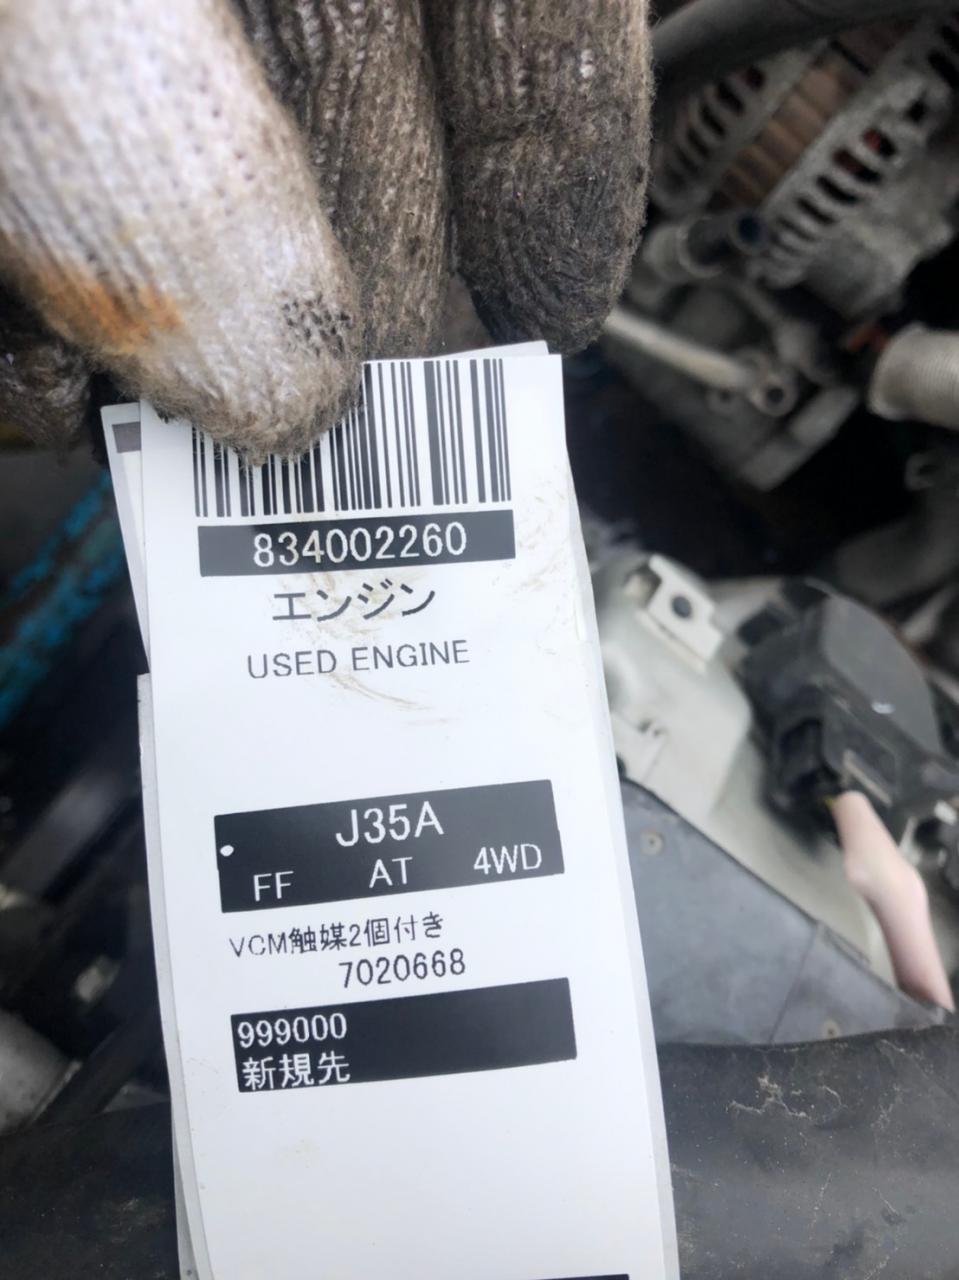 834002260
エンジン
USED ENGINE
J35A
FF AT 4WD
VCM触媒2個付き
7020668
999000
新規先